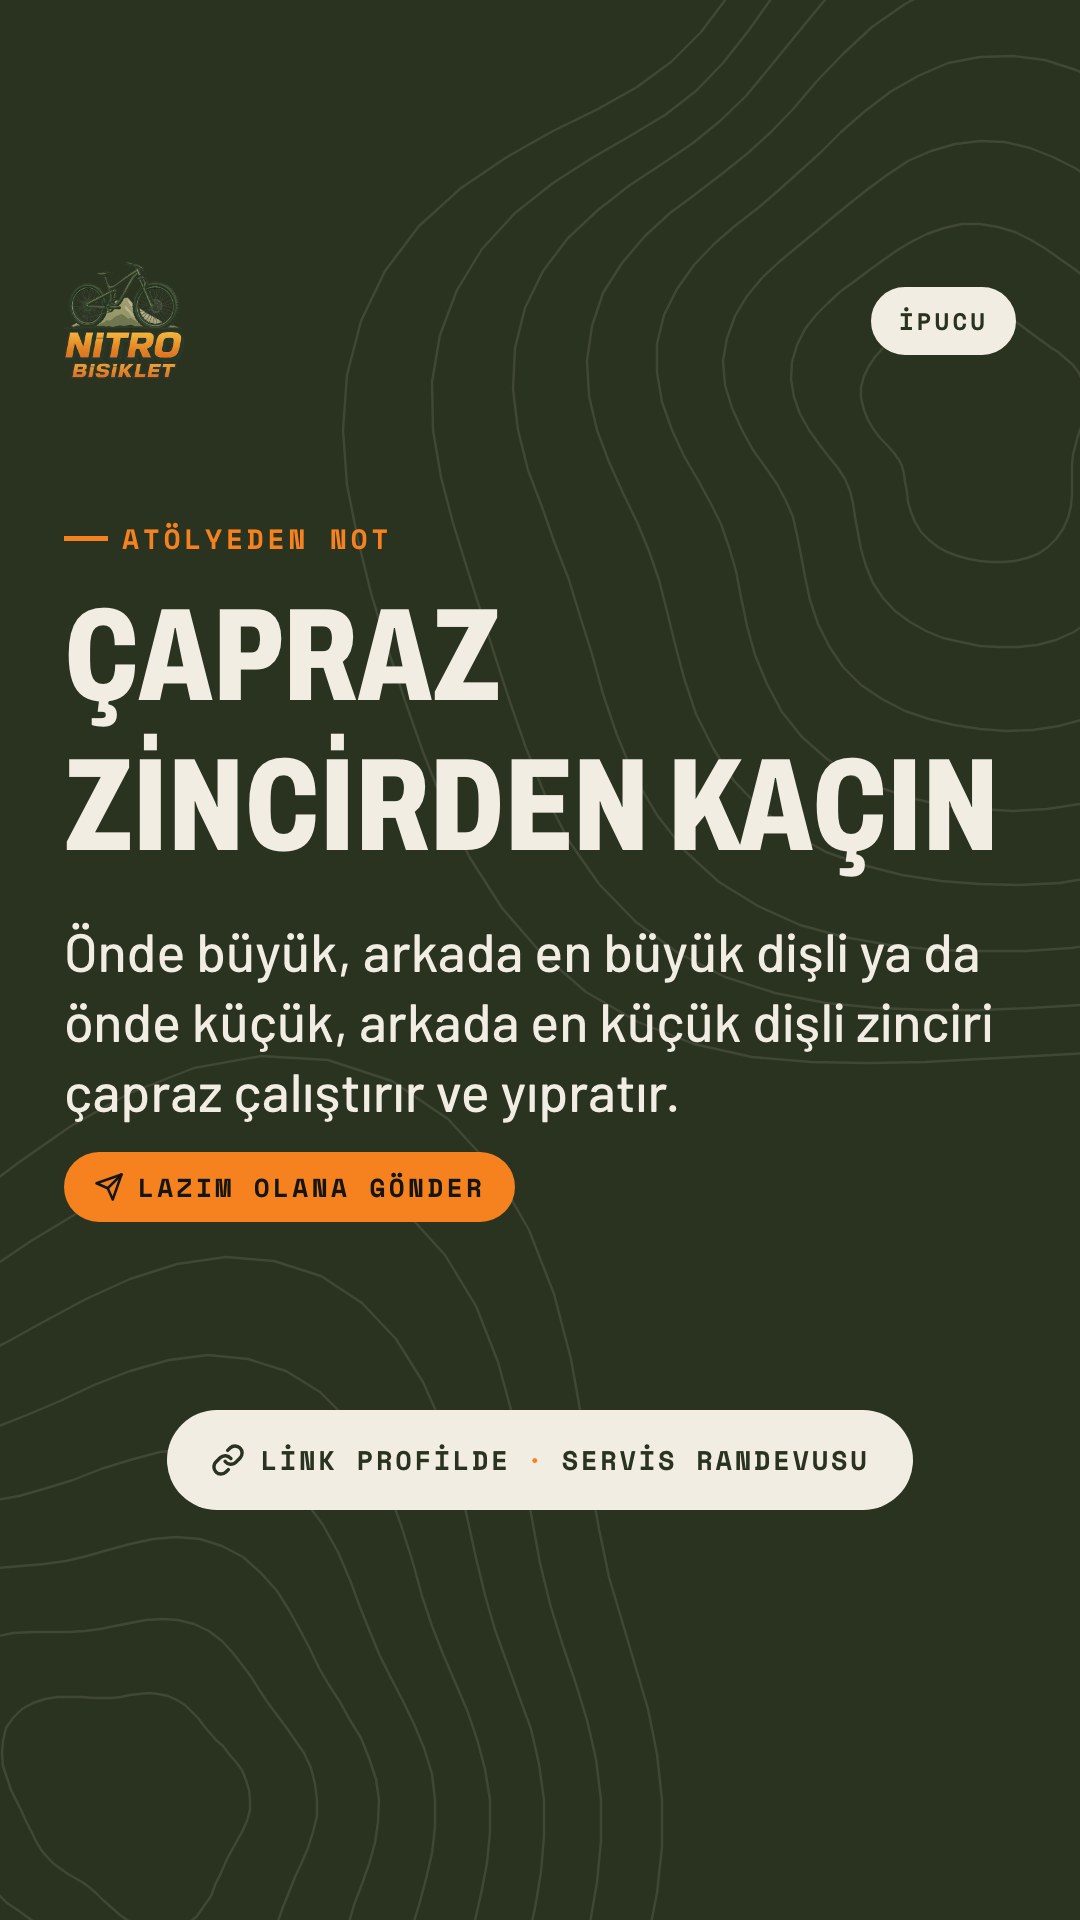 NiTRO
BiSiKLET
İPUCU
ATÖLYEDEN NOT
ÇAPRAZ
ZİNCİRDEN KAÇIN
Önde büyük, arkada en büyük dişli ya da
önde küçük, arkada en küçük dişli zinciri
çapraz çalıştırır ve yıpratır.
LAZIM OLANA GÖNDER
LİNK PROFİLDE · SERVİS RANDEVUSU